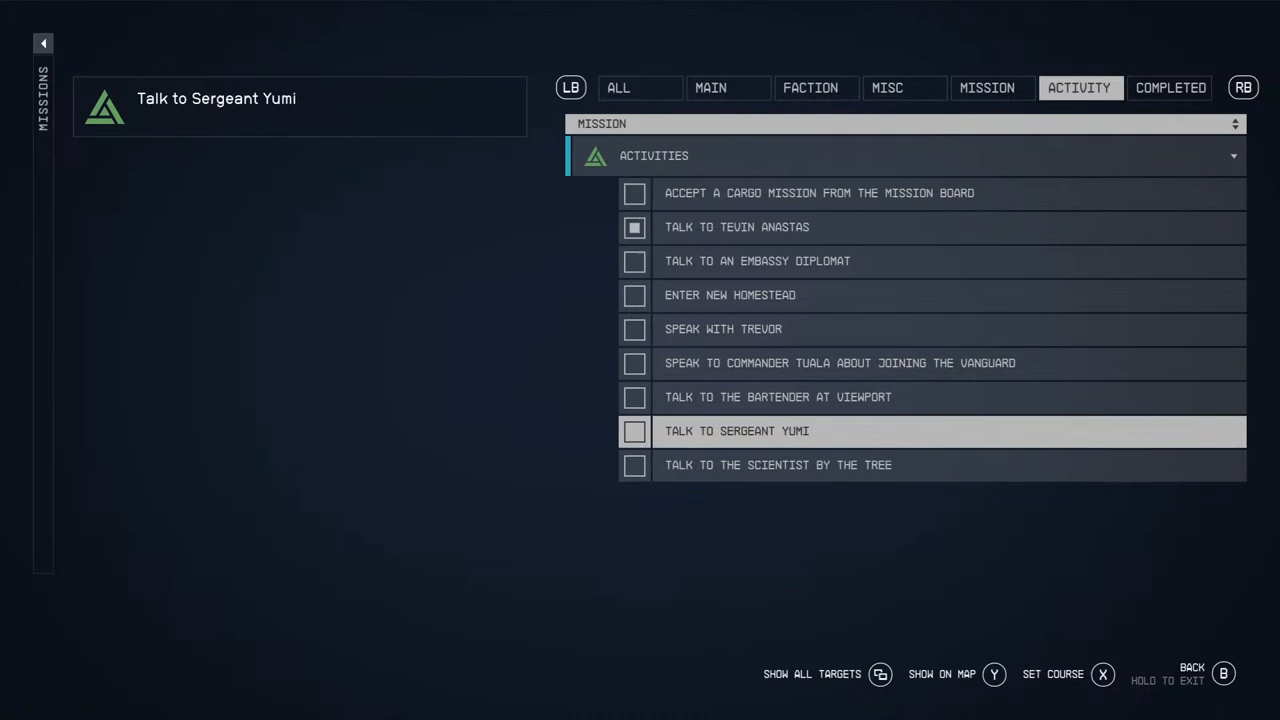 MISSIONS
Talk to Sergeant Yumi
LB ALL MAIN FACTION MISC MISSION ACTIVITY COMPLETED RB
MISSION
ACTIVITIES
ACCEPT A CARGO MISSION FROM THE MISSION BOARD
TALK TO TEVIN ANASTAS
TALK TO AN EMBASSY DIPLOMAT
ENTER NEW HOMESTEAD
SPEAK WITH TREVOR
SPEAK TO COMMANDER TUALA ABOUT JOINING THE VANGUARD
TALK TO THE BARTENDER AT VIEWPORT
TALK TO SERGEANT YUMI
TALK TO THE SCIENTIST BY THE TREE
SHOW ALL TARGETS SHOW ON MAP Y SET COURSE X BACK B
HOLD TO EXIT